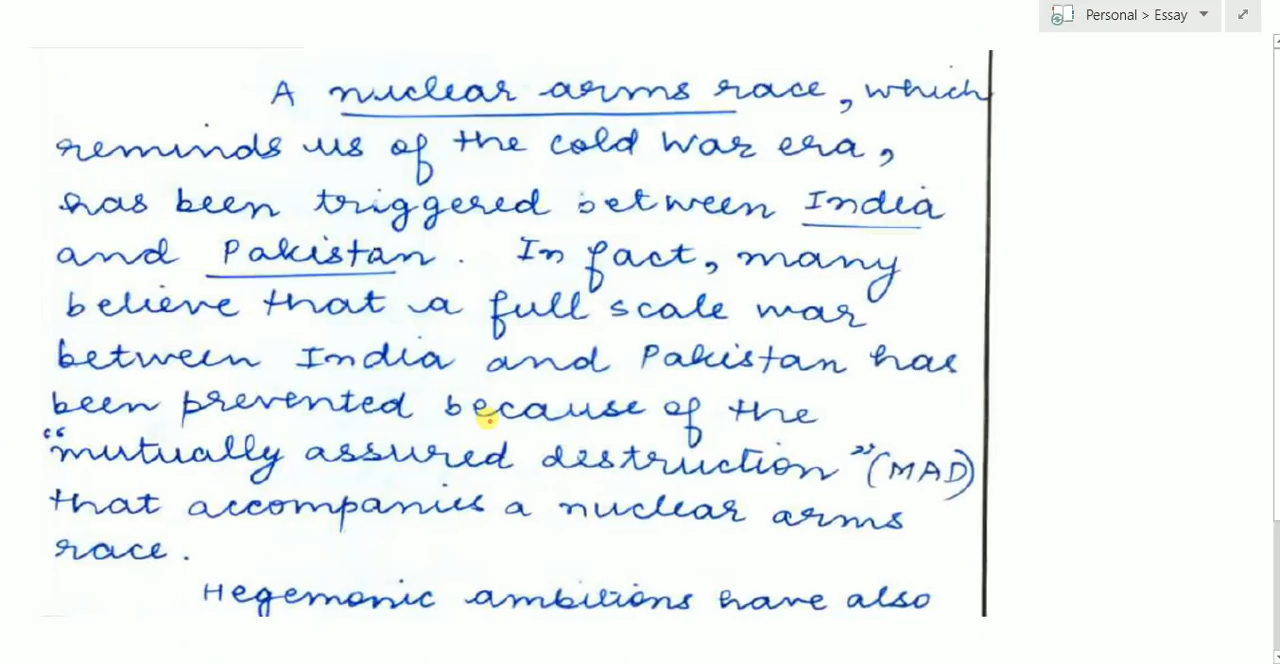 Personal > Essay
A nuclear arms race, which
reminds us of the cold war era,
has been triggered between India
and Pakistan. In fact, many
believe that a full scale war
between India and Pakistan has
been prevented because of the
"mutually assured destruction" (MAD)
that accompanies a nuclear arms
race.
Hegemonic ambitions have also